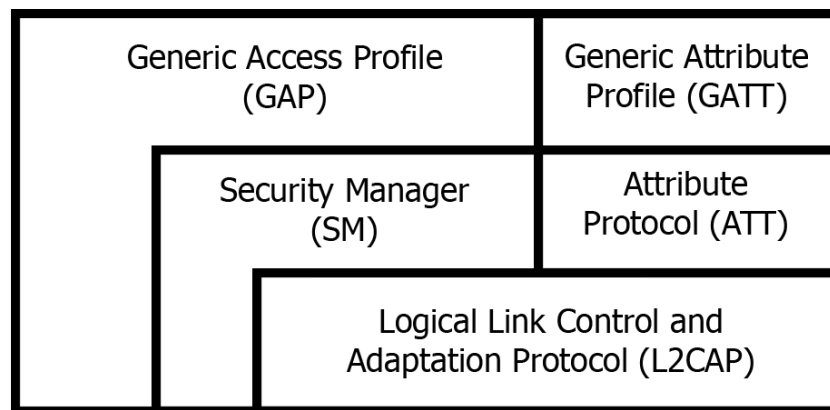 Generic Access Profile
(GAP)
Generic Attribute
Profile (GATT)
Security Manager
(SM)
Attribute
Protocol (ATT)
Logical Link Control and
Adaptation Protocol (L2CAP)